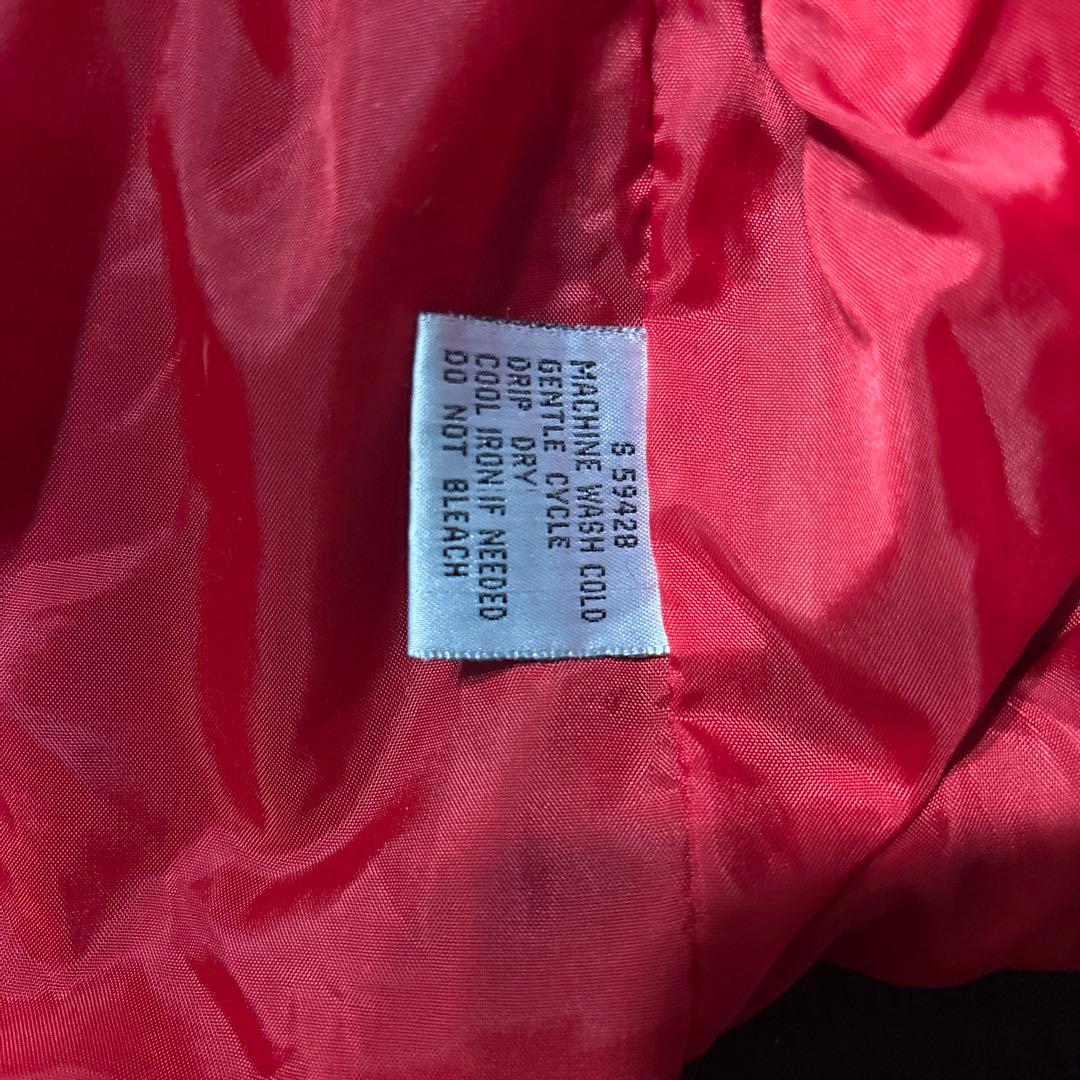 S 59428
MACHINE WASH COLD
GENTLE CYCLE
DRIP DRY
COOL IRON IF NEEDED
DO NOT BLEACH